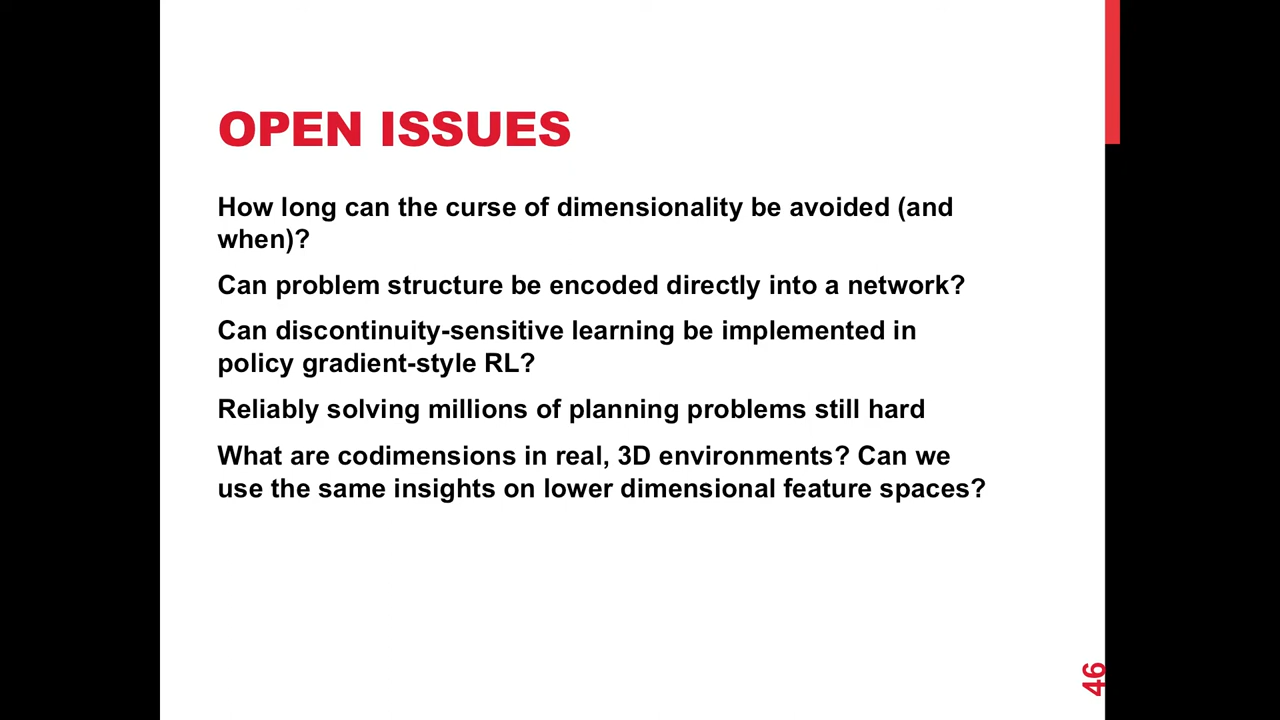 OPEN ISSUES
How long can the curse of dimensionality be avoided (and
when)?
Can problem structure be encoded directly into a network?
Can discontinuity-sensitive learning be implemented in
policy gradient-style RL?
Reliably solving millions of planning problems still hard
What are codimensions in real, 3D environments? Can we
use the same insights on lower dimensional feature spaces?
46